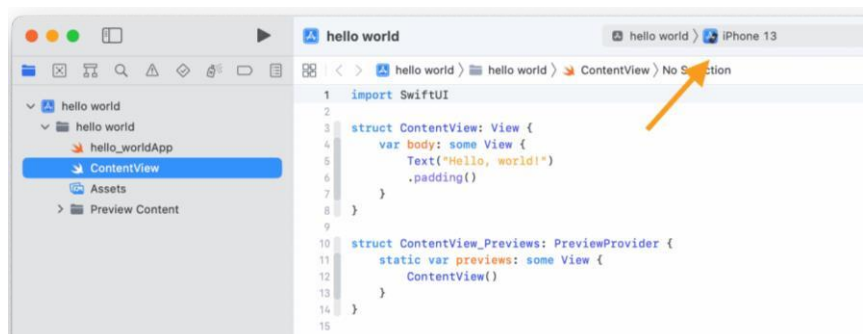 hello world
hello world 〉 iPhone 13
hello world 〉 hello world 〉 ContentView 〉 No
hello world
hello world
hello_worldApp
ContentView
Assets
Preview Content
1 import SwiftUI
2
3 struct ContentView: View {
4 var body: some View {
5 Text("Hello, world!")
6 .padding()
7 }
8 }
9
10 struct ContentView_Previews: PreviewProvider {
11 static var previews: some View {
12 ContentView()
13 }
14 }
15